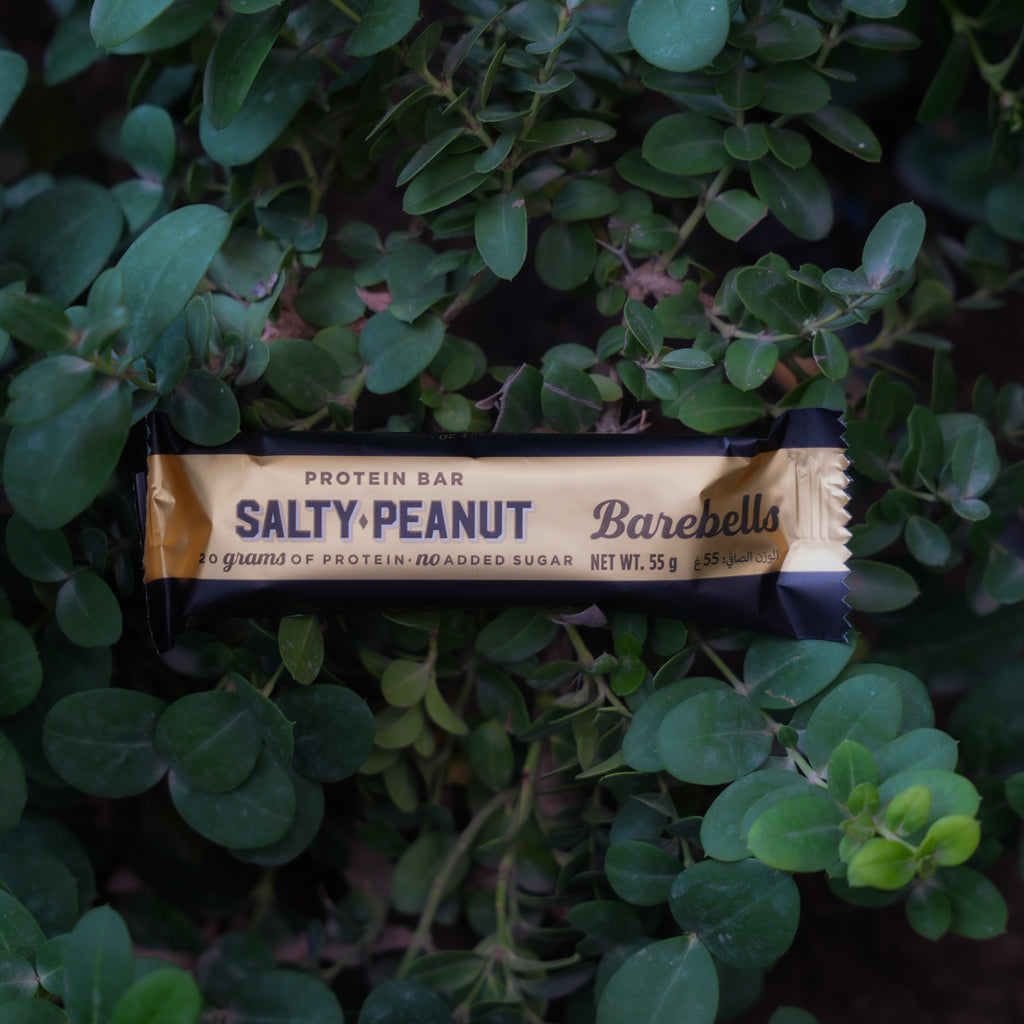 PROTEIN BAR
SALTY PEANUT
20 grams OF PROTEIN · no ADDED SUGAR
Barebells
NET WT. 55 g الوزن الصافي: 55 غ